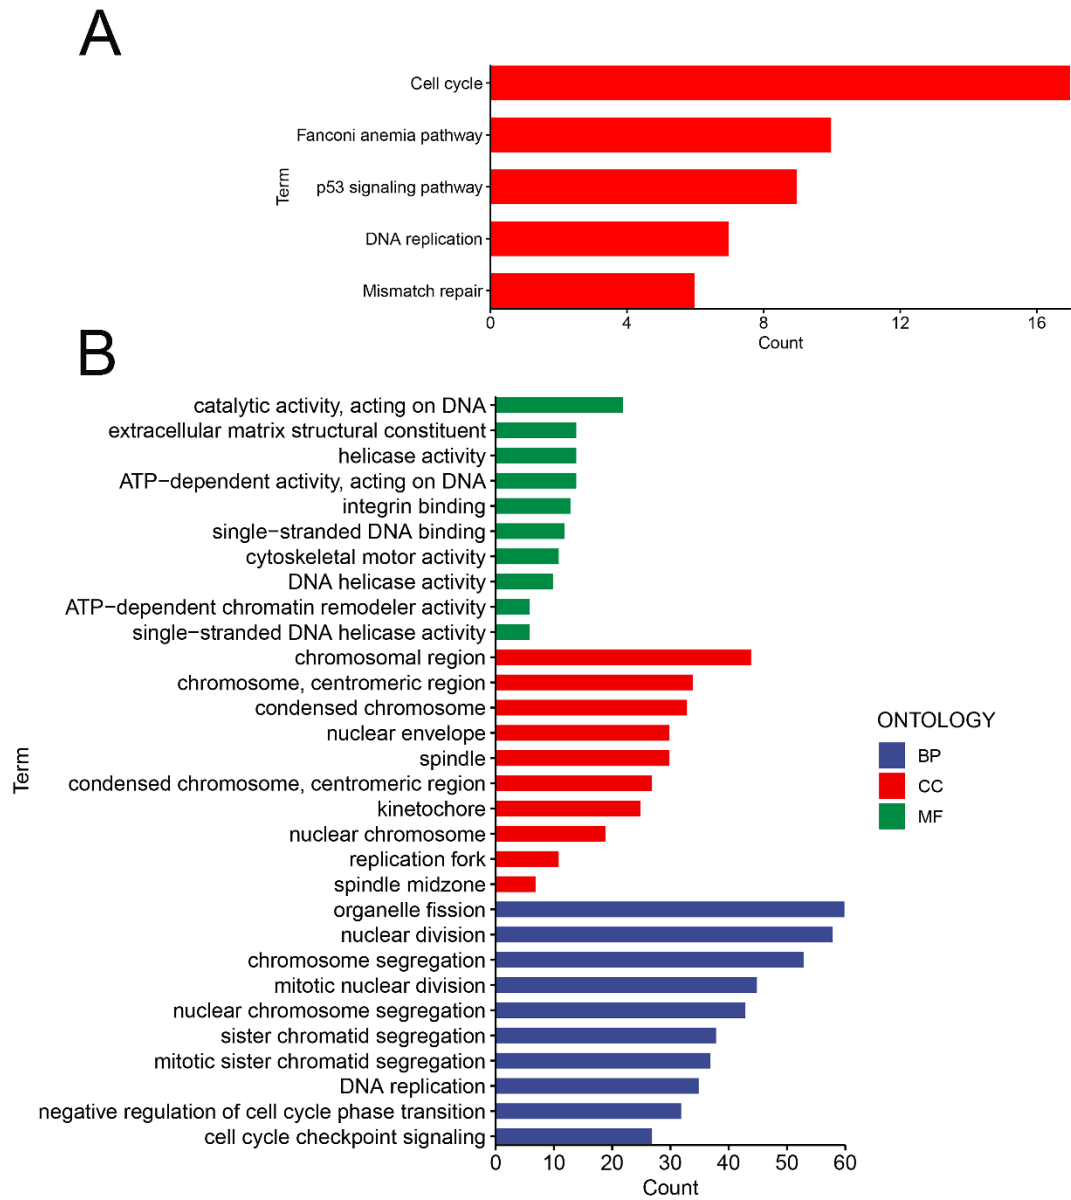 A
Cell cycle
Fanconi anemia pathway
p53 signaling pathway
DNA replication
Mismatch repair
Term
0 4 8 12 16
Count
B
catalytic activity, acting on DNA
extracellular matrix structural constituent
helicase activity
ATP−dependent activity, acting on DNA
integrin binding
single−stranded DNA binding
cytoskeletal motor activity
DNA helicase activity
ATP−dependent chromatin remodeler activity
single−stranded DNA helicase activity
chromosomal region
chromosome, centromeric region
condensed chromosome
nuclear envelope
spindle
condensed chromosome, centromeric region
kinetochore
nuclear chromosome
replication fork
spindle midzone
organelle fission
nuclear division
chromosome segregation
mitotic nuclear division
nuclear chromosome segregation
sister chromatid segregation
mitotic sister chromatid segregation
DNA replication
negative regulation of cell cycle phase transition
cell cycle checkpoint signaling
Term
0 10 20 30 40 50 60
Count
ONTOLOGY
BP
CC
MF